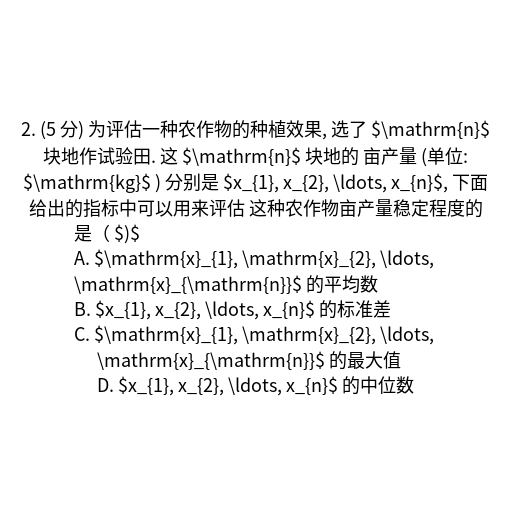 2. (5 分) 为评估一种农作物的种植效果, 选了 $\mathrm{n}$
块地作试验田. 这 $\mathrm{n}$ 块地的 亩产量 (单位:
$\mathrm{kg}$ ) 分别是 $x_{1}, x_{2}, \ldots, x_{n}$, 下面
给出的指标中可以用来评估 这种农作物亩产量稳定程度的
是（ $)$
A. $\mathrm{x}_{1}, \mathrm{x}_{2}, \ldots,
\mathrm{x}_{\mathrm{n}}$ 的平均数
B. $x_{1}, x_{2}, \ldots, x_{n}$ 的标准差
C. $\mathrm{x}_{1}, \mathrm{x}_{2}, \ldots,
\mathrm{x}_{\mathrm{n}}$ 的最大值
D. $x_{1}, x_{2}, \ldots, x_{n}$ 的中位数